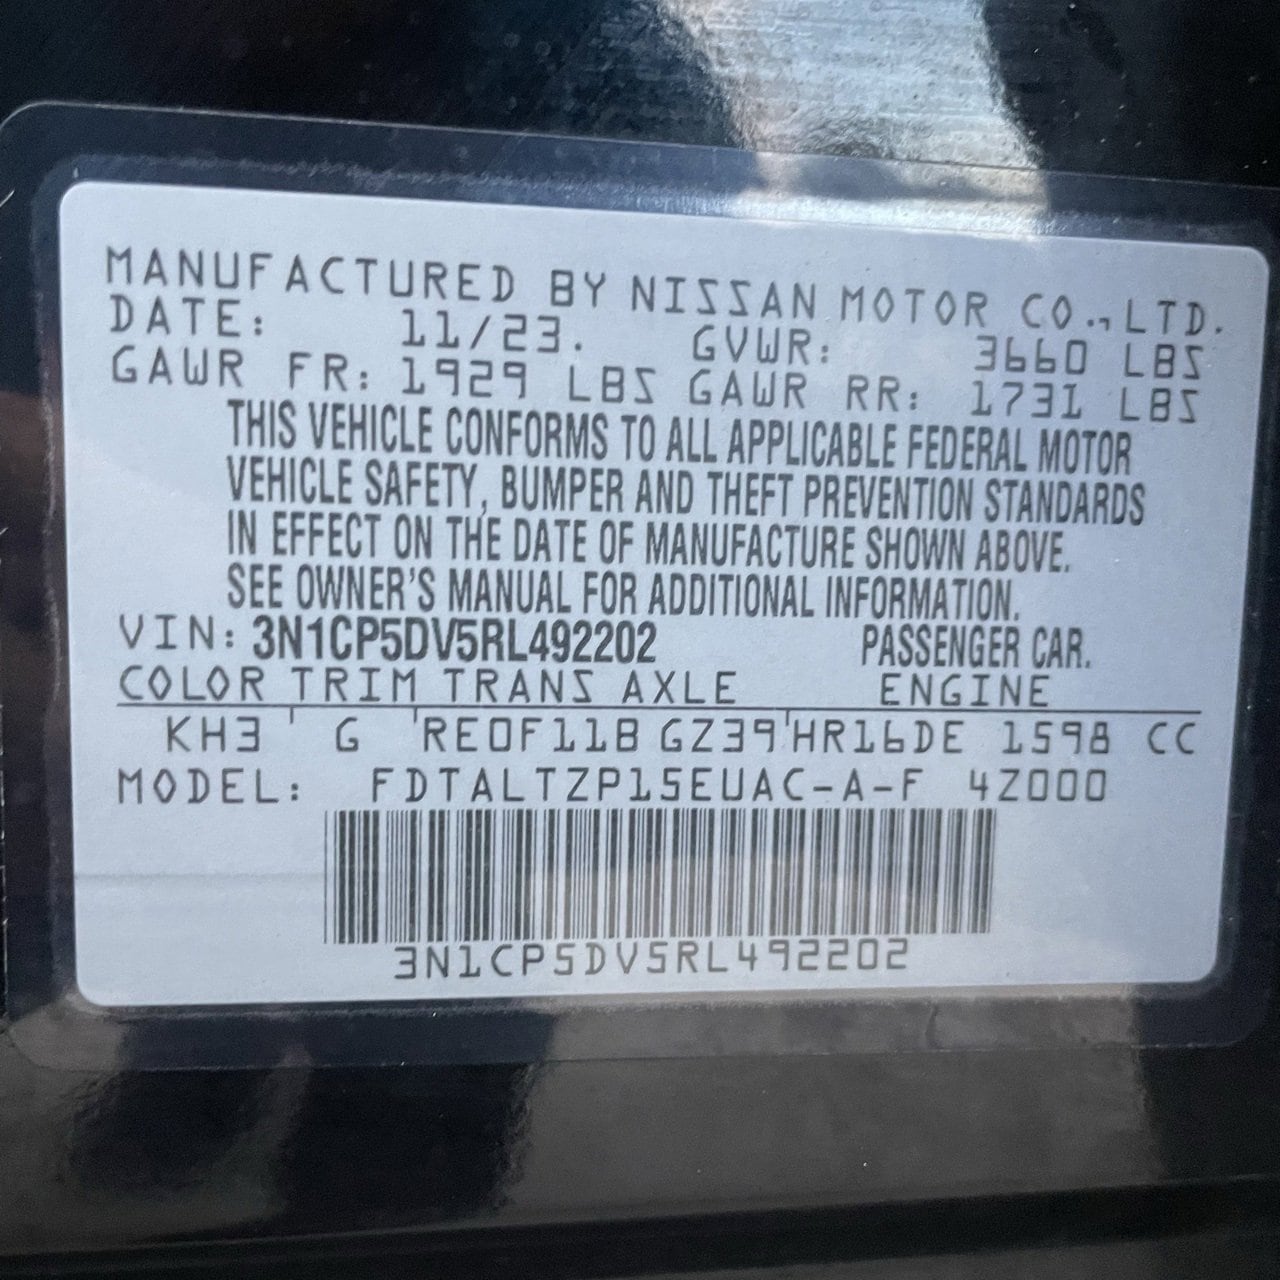 MANUFACTURED BY NISSAN MOTOR CO.,LTD.
DATE: 11/23. GVWR: 3660 LBS
GAWR FR: 1929 LBS GAWR RR: 1731 LBS
THIS VEHICLE CONFORMS TO ALL APPLICABLE FEDERAL MOTOR
VEHICLE SAFETY, BUMPER AND THEFT PREVENTION STANDARDS
IN EFFECT ON THE DATE OF MANUFACTURE SHOWN ABOVE.
SEE OWNER'S MANUAL FOR ADDITIONAL INFORMATION.
VIN: 3N1CP5DV5RL492202 PASSENGER CAR.
COLOR TRIM TRANS AXLE ENGINE
KH3 G RE0F11B GZ39 HR16DE 1598 CC
MODEL: FDTALTZP15EUAC-A-F 4Z000
3N1CP5DV5RL492202